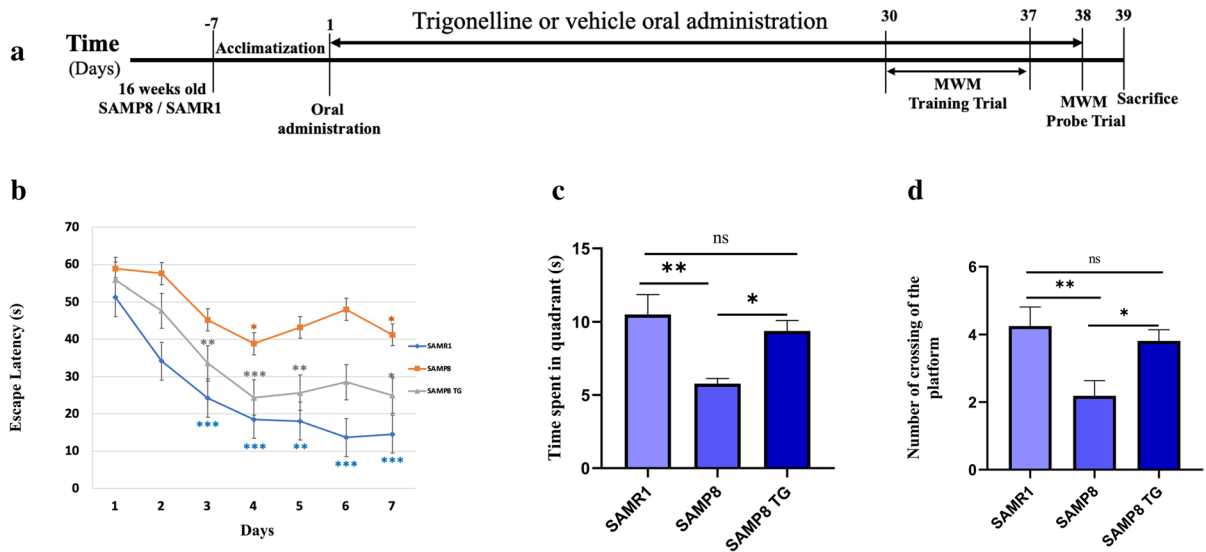 a
Time
(Days)
-7
1
30
37
38
39
Trigonelline or vehicle oral administration
Acclimatization
16 weeks old
SAMP8 / SAMR1
Oral
administration
MWM
Training Trial
MWM
Probe Trial
Sacrifice
b
Escape Latency (s)
70
60
50
40
30
20
10
0
*
*
**
***
**
*
***
***
**
***
***
1 2 3 4 5 6 7
Days
SAMR1
SAMP8
SAMP8 TG
c
Time spent in quadrant (s)
15
10
5
0
ns
**
*
SAMR1
SAMP8
SAMP8 TG
d
Number of crossing of the
platform
6
4
2
0
ns
**
*
SAMR1
SAMP8
SAMP8 TG